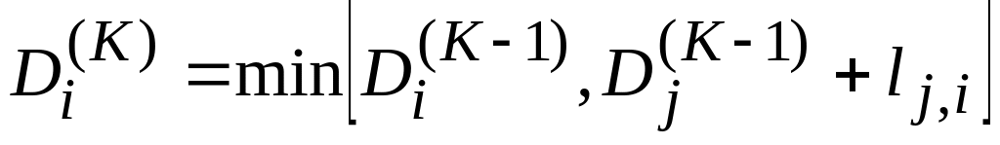 D_i^{(K)} = min[D_i^{(K-1)}, D_j^{(K-1)} + l_{j,i}]